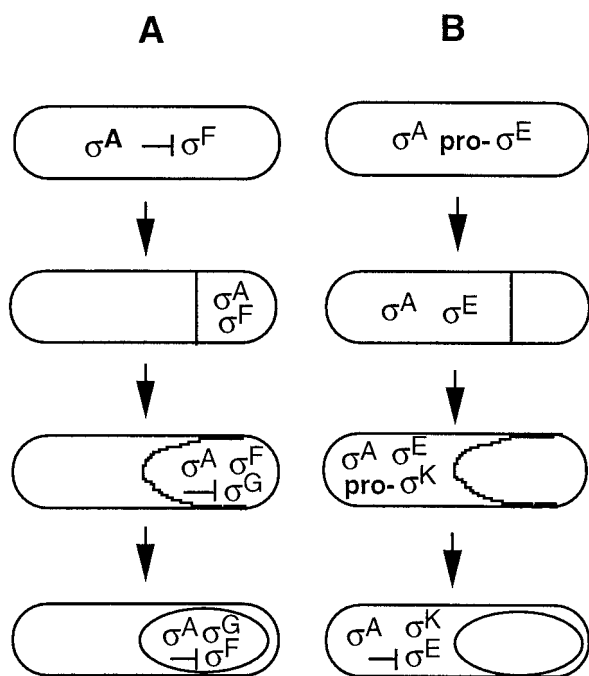 A
σᴬ ⊣ σꟳ
σᴬ
σꟳ
σᴬ σꟳ
⊣ σᴳ
σᴬ σᴳ
⊣ σꟳ
B
σᴬ pro- σᴱ
σᴬ σᴱ
σᴬ σᴱ
pro- σᴷ
σᴬ σᴷ
⊣ σᴱ